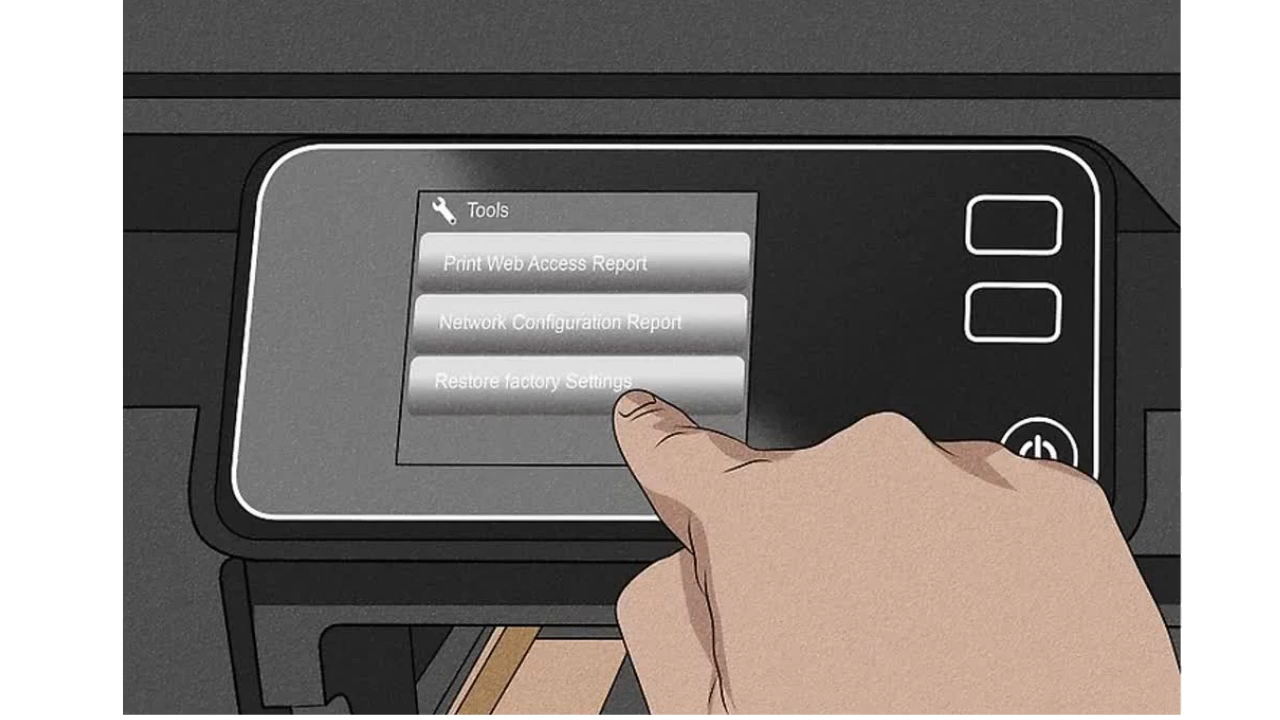 Tools
Print Web Access Report
Network Configuration Report
Restore factory Settings